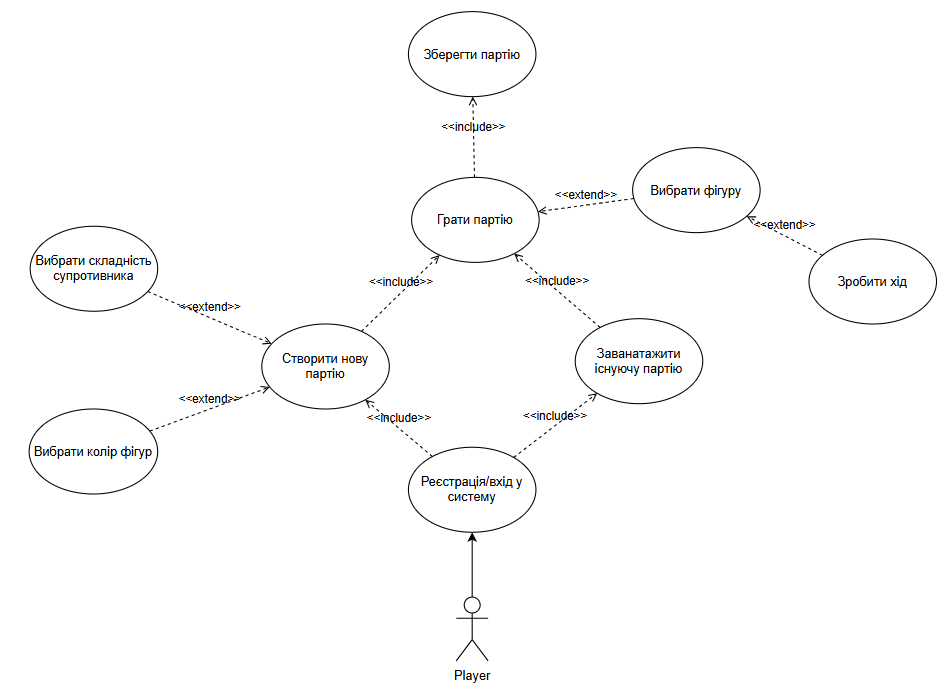 Зберегти партію
<<include>>
Вибрати фігуру
<<extend>>
Грати партію
<<extend>>
Вибрати складність
супротивника
Зробити хід
<<include>>
<<include>>
<<extend>>
Створити нову
партію
Заванатажити
існуючу партію
<<extend>>
<<include>>
<<include>>
Вибрати колір фігур
Реєстрація/вхід у
систему
Player